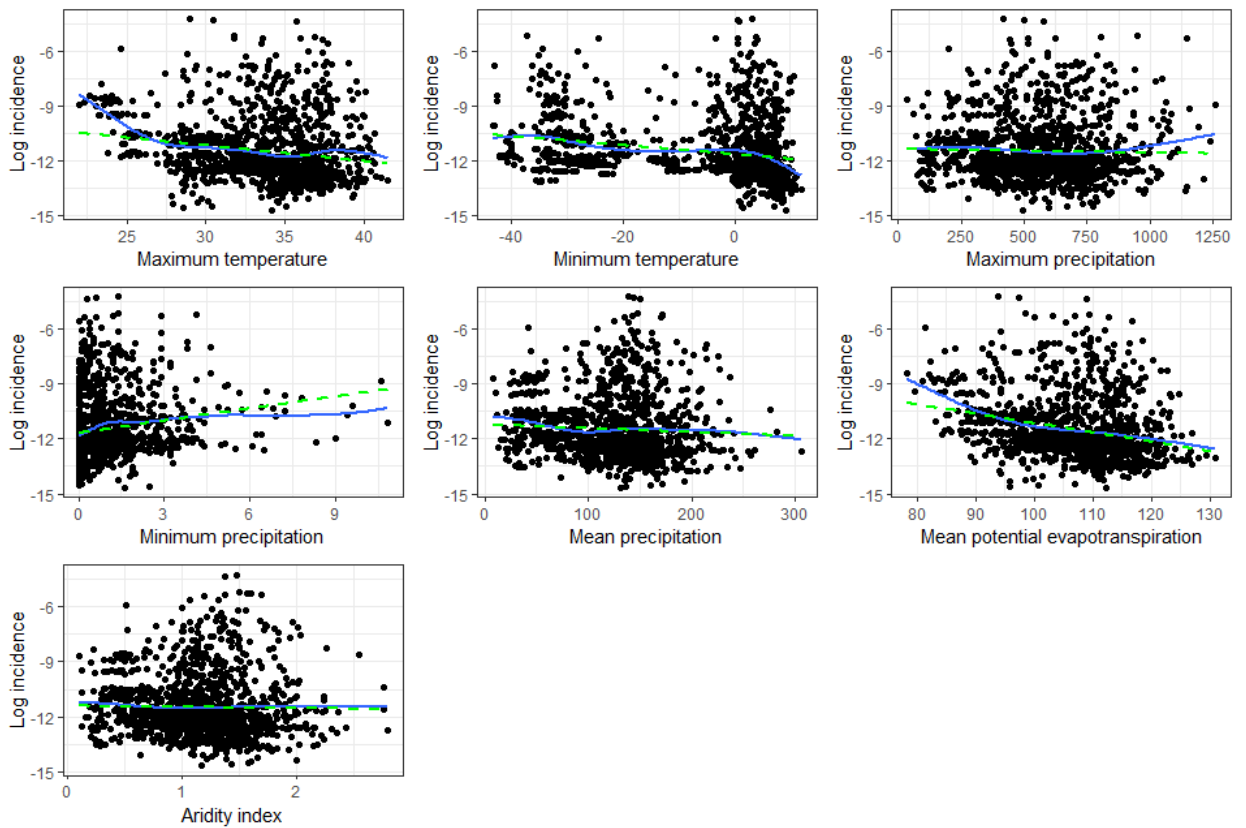 -6
-9
-12
-15
Log incidence
25 30 35 40
Maximum temperature
-6
-9
-12
-15
Log incidence
-40 -20 0
Minimum temperature
-6
-9
-12
-15
Log incidence
0 250 500 750 1000 1250
Maximum precipitation
-6
-9
-12
-15
Log incidence
0 3 6 9
Minimum precipitation
-6
-9
-12
-15
Log incidence
0 100 200 300
Mean precipitation
-6
-9
-12
-15
Log incidence
80 90 100 110 120 130
Mean potential evapotranspiration
-6
-9
-12
-15
Log incidence
0 1 2
Aridity index